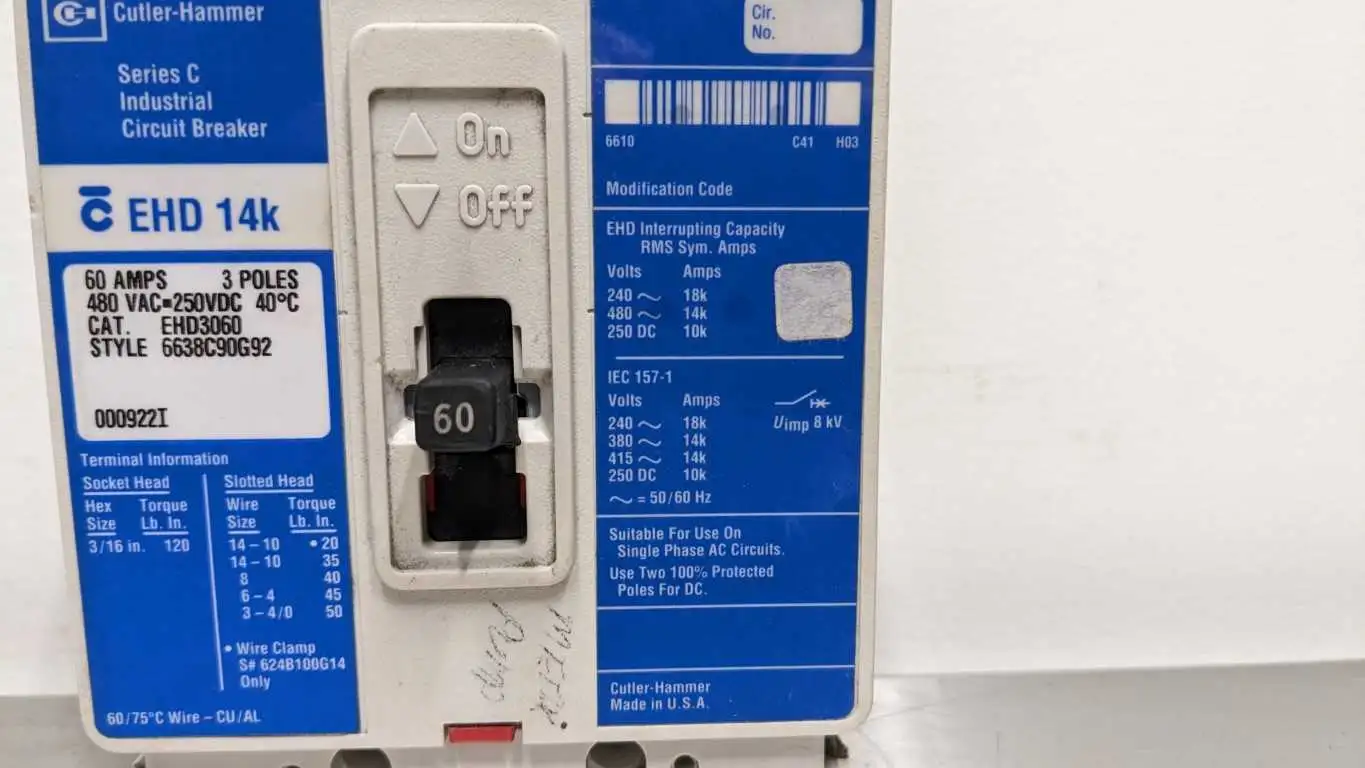 Cutler-Hammer
Series C
Industrial
Circuit Breaker
C EHD 14k
60 AMPS 3 POLES
480 VAC=250VDC 40°C
CAT. EHD3060
STYLE 6638C90G92
000922I
Terminal Information
Socket Head
Hex Torque
Size Lb. In.
3/16 in. 120
Slotted Head
Wire Torque
Size Lb. In.
14-10 •20
14-10 35
8 40
6-4 45
3-4/0 50
• Wire Clamp
S# 624B100G14
Only
60/75°C Wire - CU/AL
On
Off
60
Cir.
No.
6610 C41 H03
Modification Code
EHD Interrupting Capacity
RMS Sym. Amps
Volts Amps
240 ~ 18k
480 ~ 14k
250 DC 10k
IEC 157-1
Volts Amps
240 ~ 18k
380 ~ 14k
415 ~ 14k
250 DC 10k
~ = 50/60 Hz
Uimp 8 kV
Suitable For Use On
Single Phase AC Circuits.
Use Two 100% Protected
Poles For DC.
Cutler-Hammer
Made in U.S.A.